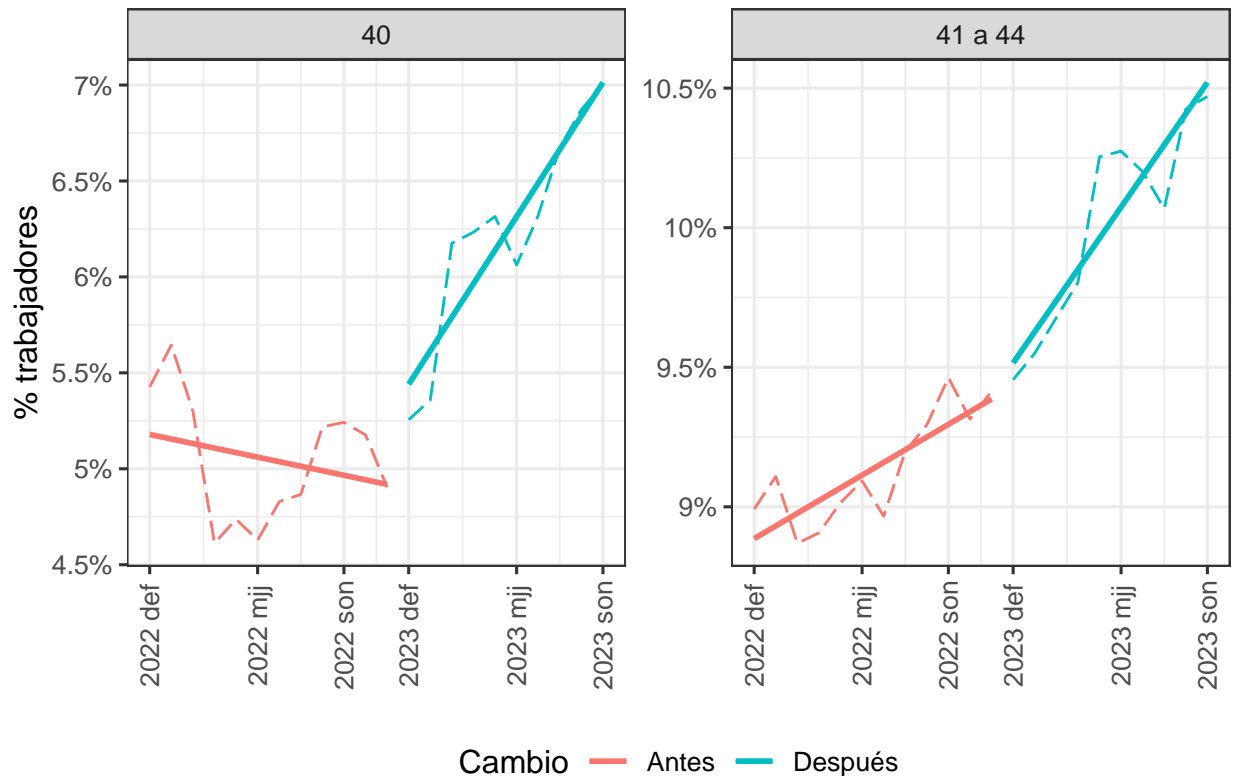 40
41 a 44
% trabajadores
7%
6.5%
6%
5.5%
5%
4.5%
10.5%
10%
9.5%
9%
2022 def
2022 mjj
2022 son
2023 def
2023 mjj
2023 son
2022 def
2022 mjj
2022 son
2023 def
2023 mjj
2023 son
Cambio Antes Después